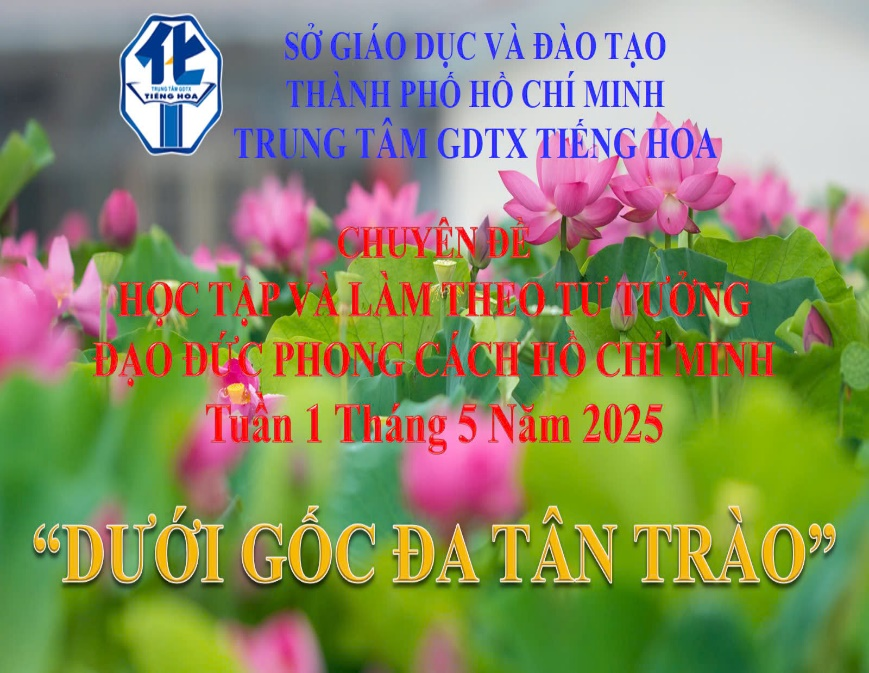 SỞ GIÁO DỤC VÀ ĐÀO TẠO
THÀNH PHỐ HỒ CHÍ MINH
TRUNG TÂM GDTX TIẾNG HOA
TRUNG TÂM GDTX
TIẾNG HOA
CHUYÊN ĐỀ
HỌC TẬP VÀ LÀM THEO TƯ TƯỞNG
ĐẠO ĐỨC PHONG CÁCH HỒ CHÍ MINH
Tuần 1 Tháng 5 Năm 2025
“DƯỚI GỐC ĐA TÂN TRÀO”